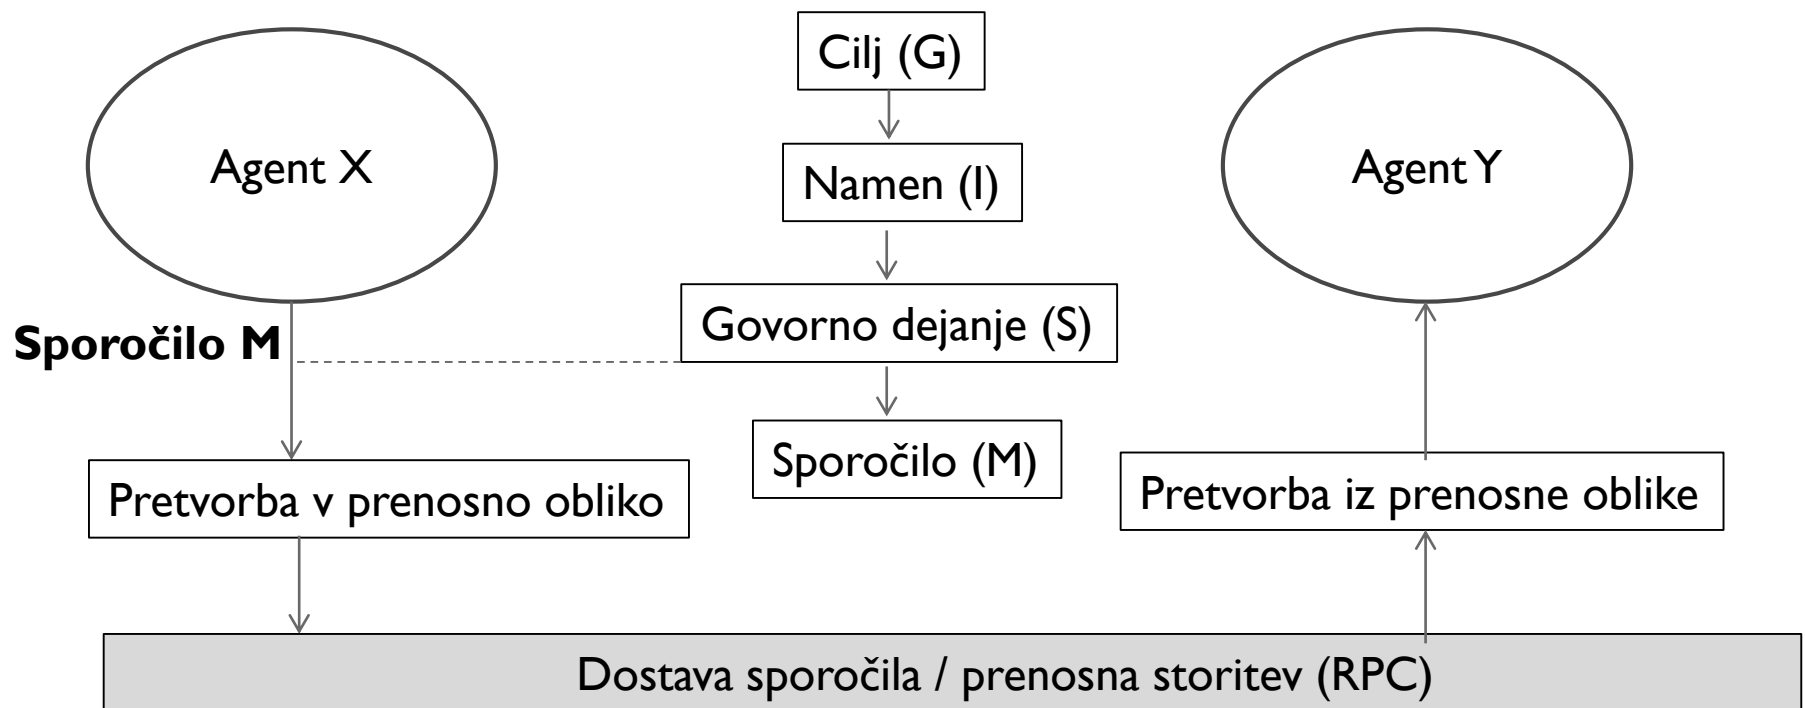 Cilj (G)
Agent X
Namen (I)
Agent Y
Govorno dejanje (S)
Sporočilo M
Sporočilo (M)
Pretvorba v prenosno obliko
Pretvorba iz prenosne oblike
Dostava sporočila / prenosna storitev (RPC)